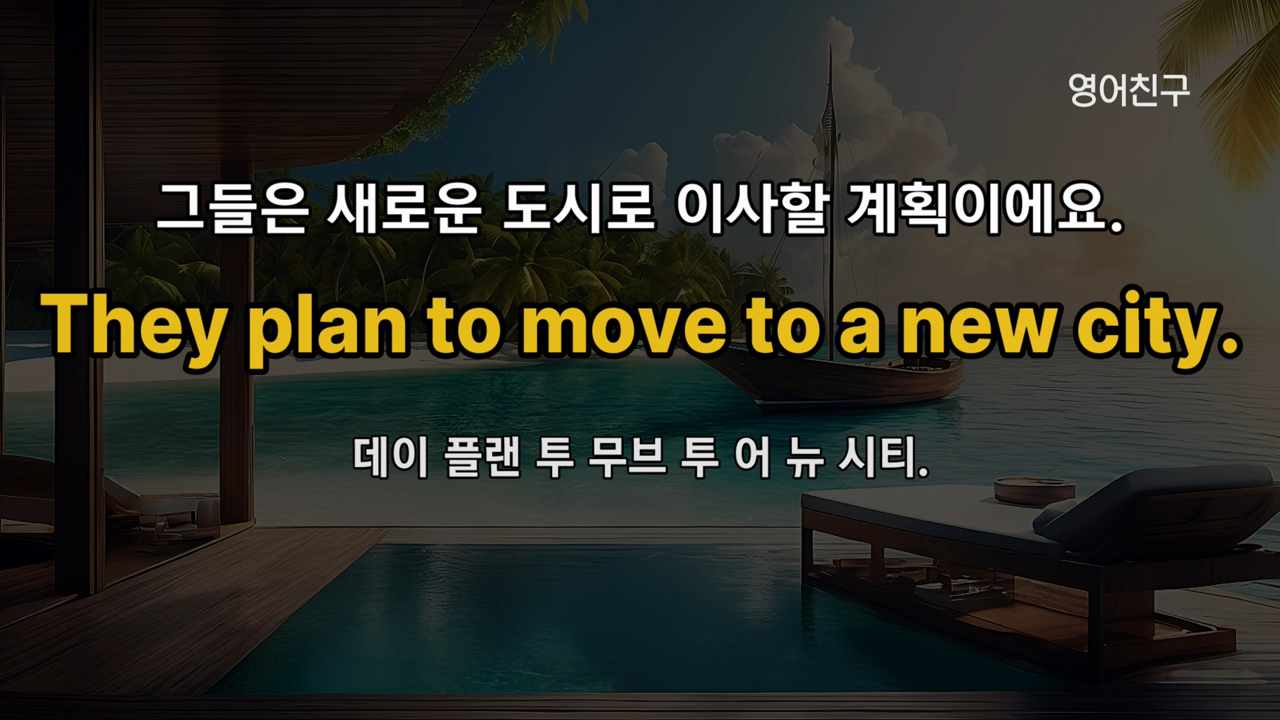 영어친구
그들은 새로운 도시로 이사할 계획이에요.
They plan to move to a new city.
데이 플랜 투 무브 투 어 뉴 시티.